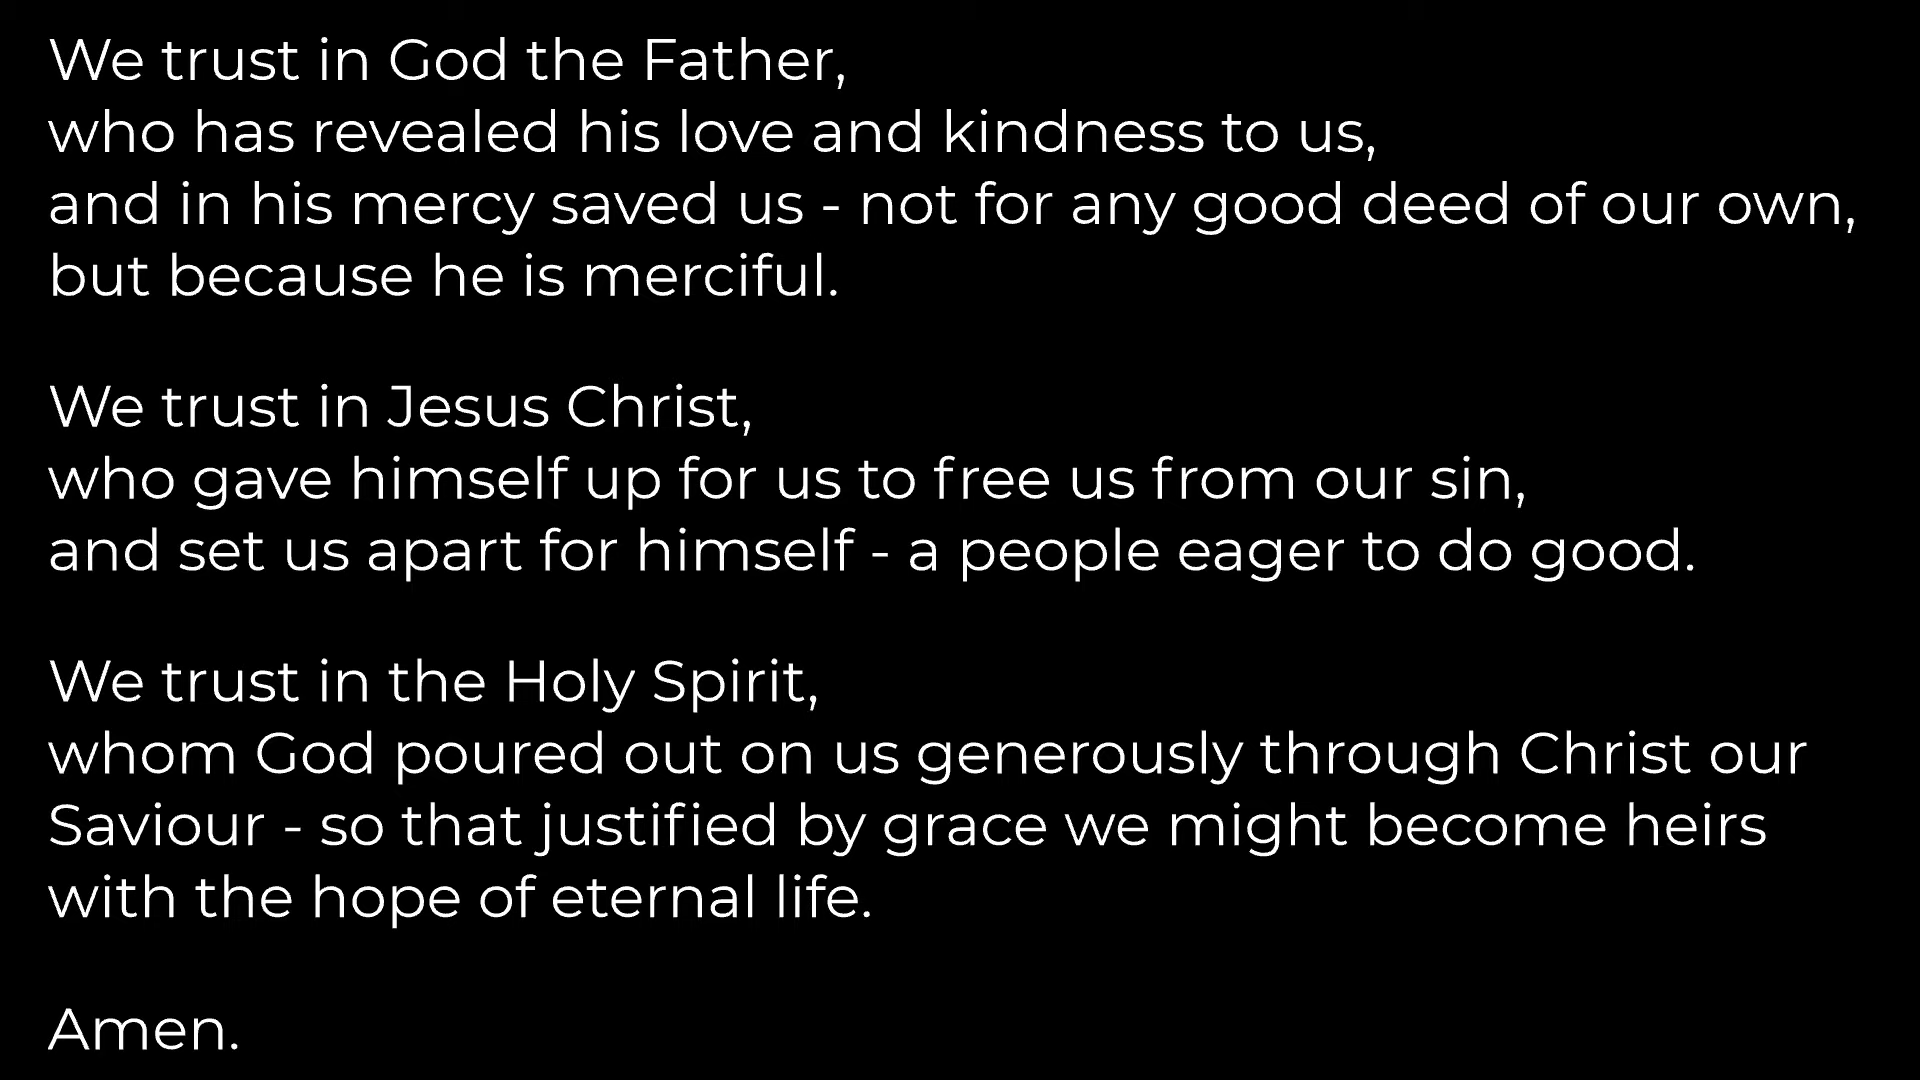 We trust in God the Father,
who has revealed his love and kindness to us,
and in his mercy saved us - not for any good deed of our own,
but because he is merciful.
We trust in Jesus Christ,
who gave himself up for us to free us from our sin,
and set us apart for himself - a people eager to do good.
We trust in the Holy Spirit,
whom God poured out on us generously through Christ our
Saviour - so that justified by grace we might become heirs
with the hope of eternal life.
Amen.